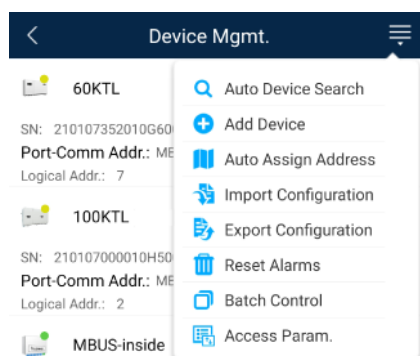 Device Mgmt.
60KTL
SN: 210107352010G60
Port-Comm Addr.: ME
Logical Addr.: 7
100KTL
SN: 210107000010H50
Port-Comm Addr.: ME
Logical Addr.: 2
MBUS-inside
Auto Device Search
Add Device
Auto Assign Address
Import Configuration
Export Configuration
Reset Alarms
Batch Control
Access Param.